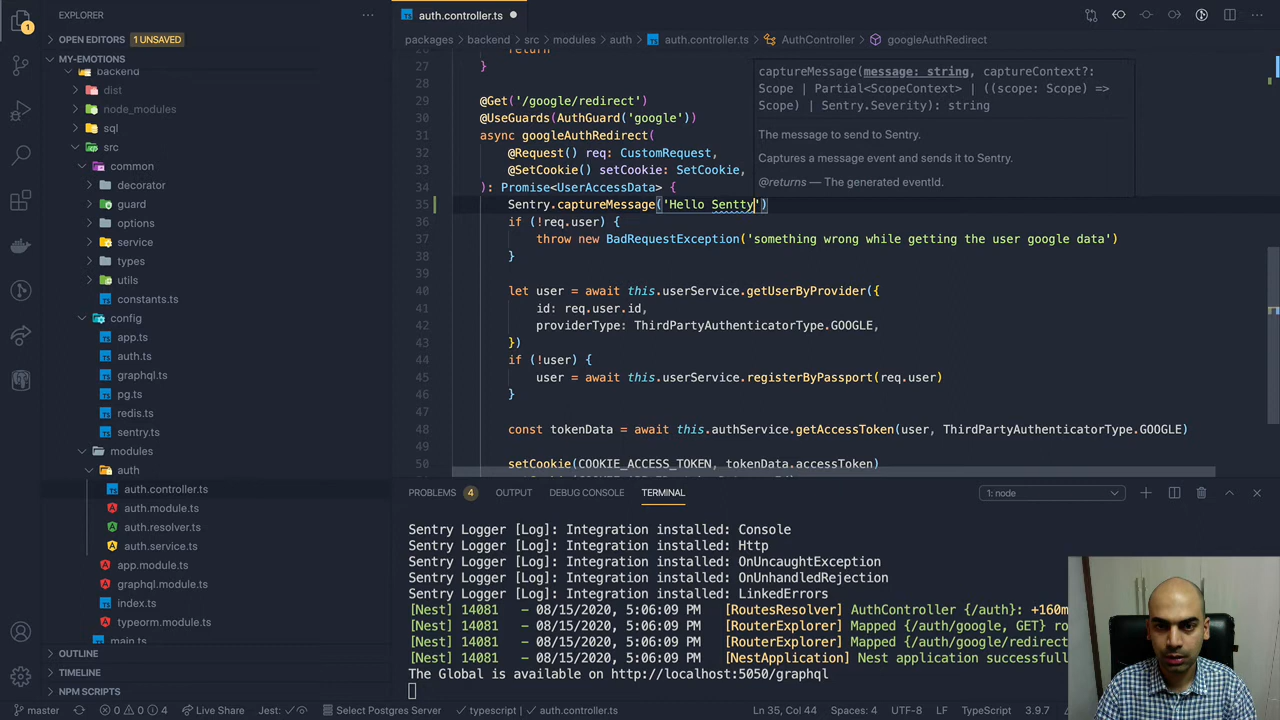 EXPLORER
OPEN EDITORS 1 UNSAVED
MY-EMOTIONS
backend
dist
node_modules
sql
src
common
decorator
guard
options
service
types
utils
constants.ts
config
app.ts
auth.ts
graphql.ts
pg.ts
redis.ts
sentry.ts
modules
auth
auth.controller.ts
auth.module.ts
auth.resolver.ts
auth.service.ts
app.module.ts
graphql.module.ts
index.ts
typeorm.module.ts
main.ts
OUTLINE
TIMELINE
NPM SCRIPTS
auth.controller.ts
packages > backend > src > modules > auth > auth.controller.ts > AuthController > googleAuthRedirect
26 return
27 }
28
29 @Get('/google/redirect')
30 @UseGuards(AuthGuard('google'))
31 async googleAuthRedirect(
32 @Request() req: CustomRequest,
33 @SetCookie() setCookie: SetCookie,
34 ): Promise<UserAccessData> {
35 Sentry.captureMessage('Hello Sentty')
36 if (!req.user) {
37 throw new BadRequestException('something wrong while getting the user google data')
38 }
39
40 let user = await this.userService.getUserByProvider({
41 id: req.user.id,
42 providerType: ThirdPartyAuthenticatorType.GOOGLE,
43 })
44 if (!user) {
45 user = await this.userService.registerByPassport(req.user)
46 }
47
48 const tokenData = await this.authService.getAccessToken(user, ThirdPartyAuthenticatorType.GOOGLE)
49
50 setCookie(COOKIE_ACCESS_TOKEN, tokenData.accessToken)
captureMessage(message: string, captureContext?:
Scope | Partial<ScopeContext> | ((scope: Scope) =>
Scope) | Sentry.Severity): string
The message to send to Sentry.
Captures a message event and sends it to Sentry.
@returns — The generated eventId.
PROBLEMS 4 OUTPUT DEBUG CONSOLE TERMINAL 1: node
Sentry Logger [Log]: Integration installed: Console
Sentry Logger [Log]: Integration installed: Http
Sentry Logger [Log]: Integration installed: OnUncaughtException
Sentry Logger [Log]: Integration installed: OnUnhandledRejection
Sentry Logger [Log]: Integration installed: LinkedErrors
[Nest] 14081 - 08/15/2020, 5:06:09 PM [RoutesResolver] AuthController {/auth}: +160m
[Nest] 14081 - 08/15/2020, 5:06:09 PM [RouterExplorer] Mapped {/auth/google, GET} ro
[Nest] 14081 - 08/15/2020, 5:06:09 PM [RouterExplorer] Mapped {/auth/google/redirect
[Nest] 14081 - 08/15/2020, 5:06:09 PM [NestApplication] Nest application successfull
The Global is available on http://localhost:5050/graphql
0 0 4 Live Share Jest: Select Postgres Server typescript | auth.controller.ts Ln 35, Col 44 Spaces: 2 UTF-8 LF TypeScript 3.9.7